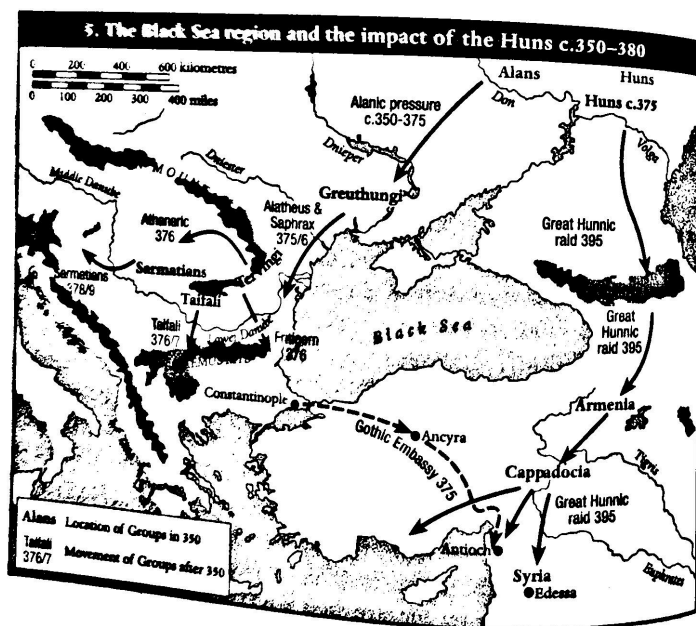 5. The Black Sea region and the impact of the Huns c.350–380
0 200 400 600 kilometres
0 100 200 300 400 miles
Alans
Huns
Don
Huns c.375
Volga
Alanic pressure
c.350-375
Dnieper
Dniester
Middle Danube
Greuthungi
Alatheus &
Saphrax
375/6
Athanaric
376
Great Hunnic
raid 395
Sarmatians
Tervingi
Sarmatians
378/9
Taifali
Black Sea
Great
Hunnic
raid 395
Taifali
376/7
Lower Danube
Fritigern
376
Constantinople
Armenia
Ancyra
Gothic Embassy 375
Tigris
Cappadocia
Great Hunnic
raid 395
Antioch
Euphrates
Syria
Edessa
Alans Location of Groups in 350
Taifali
376/7 Movement of Groups after 350